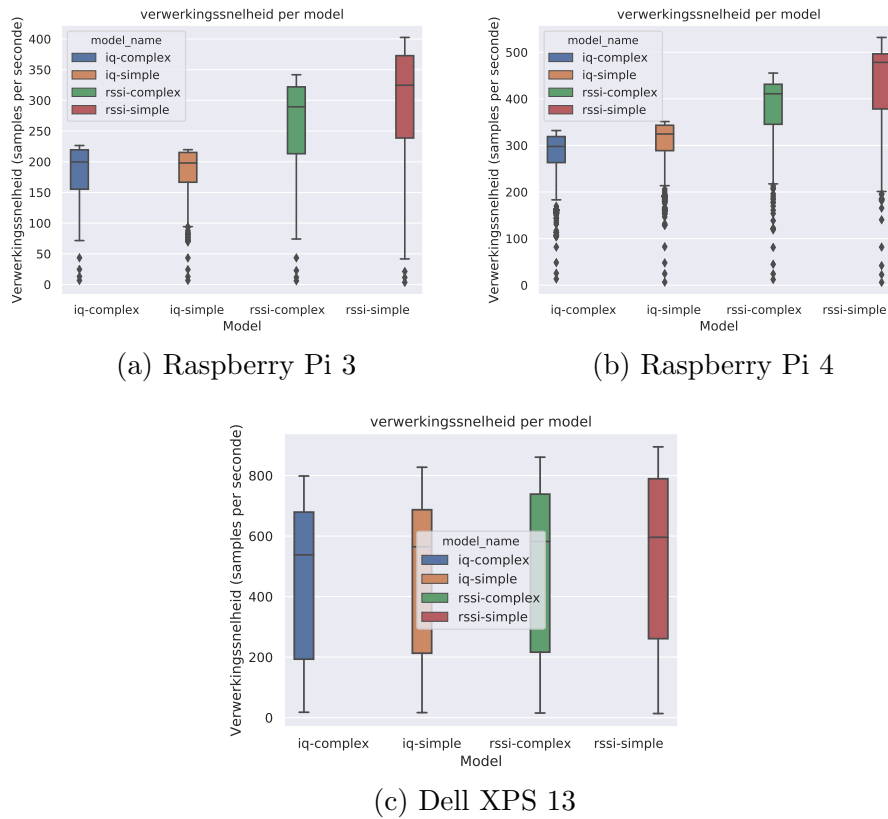 verwerkingssnelheid per model
Verwerkingssnelheid (samples per seconde)
400
350
300
250
200
150
100
50
0
model_name
iq-complex
iq-simple
rssi-complex
rssi-simple
iq-complex iq-simple rssi-complex rssi-simple
Model
(a) Raspberry Pi 3
verwerkingssnelheid per model
Verwerkingssnelheid (samples per seconde)
500
400
300
200
100
0
model_name
iq-complex
iq-simple
rssi-complex
rssi-simple
iq-complex iq-simple rssi-complex rssi-simple
Model
(b) Raspberry Pi 4
verwerkingssnelheid per model
Verwerkingssnelheid (samples per seconde)
800
600
400
200
0
model_name
iq-complex
iq-simple
rssi-complex
rssi-simple
iq-complex iq-simple rssi-complex rssi-simple
Model
(c) Dell XPS 13